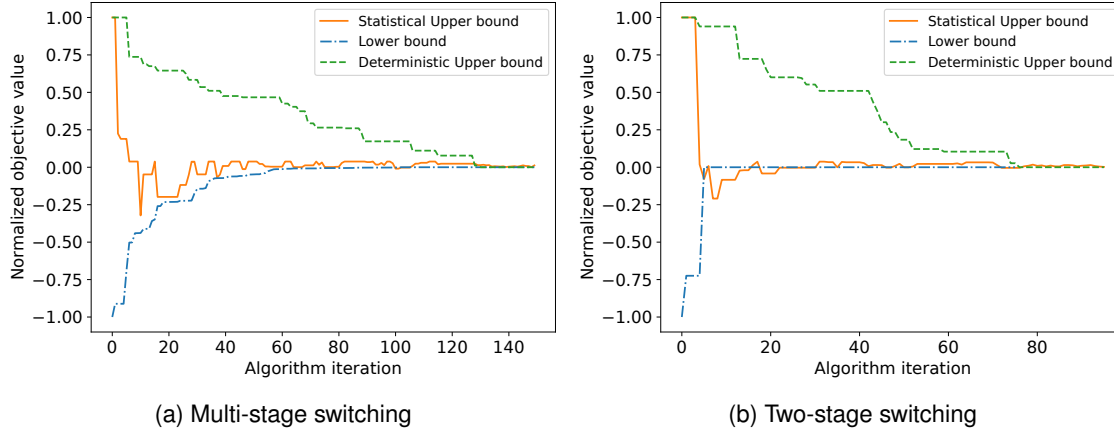 Normalized objective value
1.00
0.75
0.50
0.25
0.00
−0.25
−0.50
−0.75
−1.00
Statistical Upper bound
Lower bound
Deterministic Upper bound
0 20 40 60 80 100 120 140
Algorithm iteration
(a) Multi-stage switching
Normalized objective value
1.00
0.75
0.50
0.25
0.00
−0.25
−0.50
−0.75
−1.00
Statistical Upper bound
Lower bound
Deterministic Upper bound
0 20 40 60 80
Algorithm iteration
(b) Two-stage switching